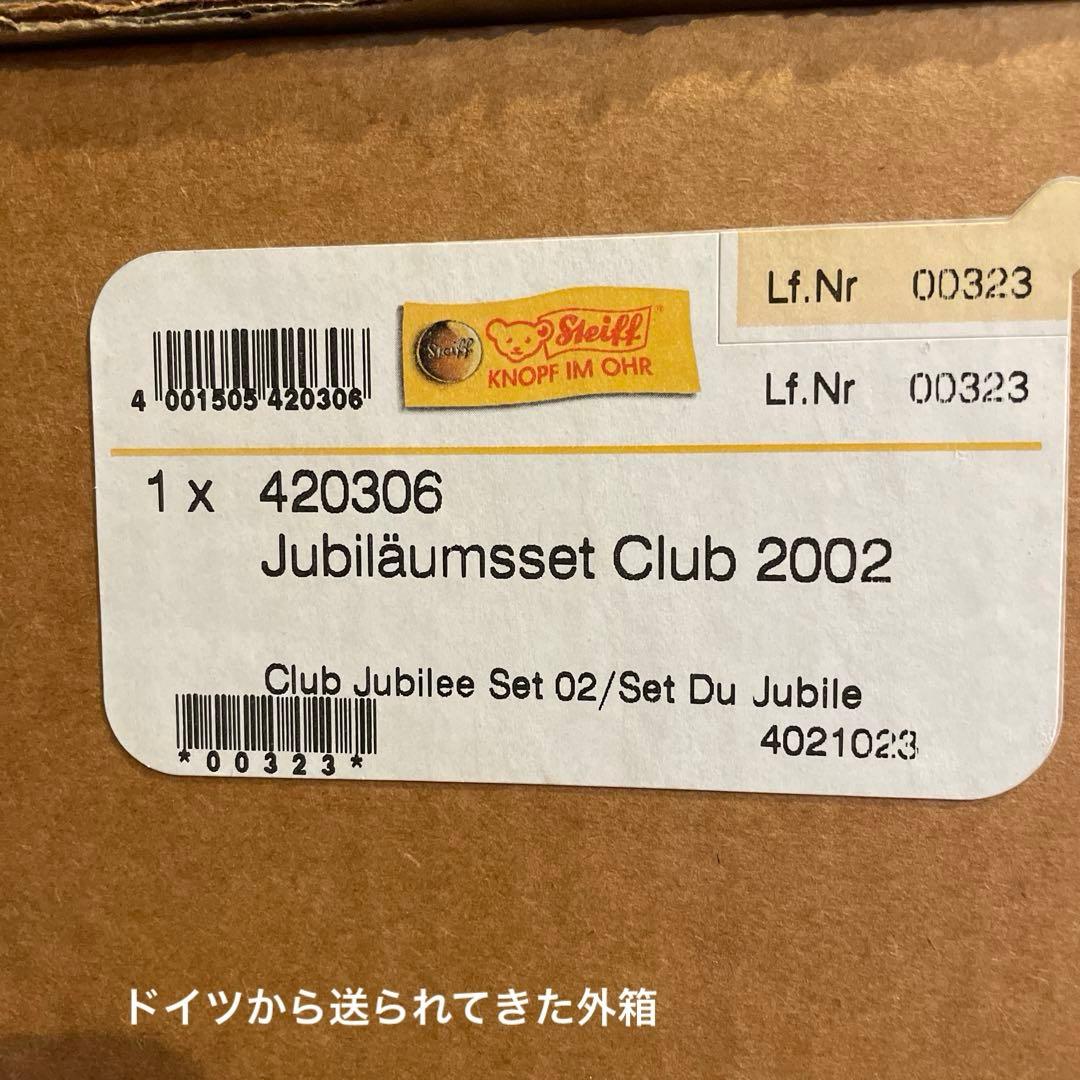 Lf.Nr 00323
Steiff
Steiff
KNOPF IM OHR
4 001505 420306
Lf.Nr 00323
1 x 420306
Jubiläumsset Club 2002
Club Jubilee Set 02/Set Du Jubile
*00323*
4021023
ドイツから送られてきた外箱